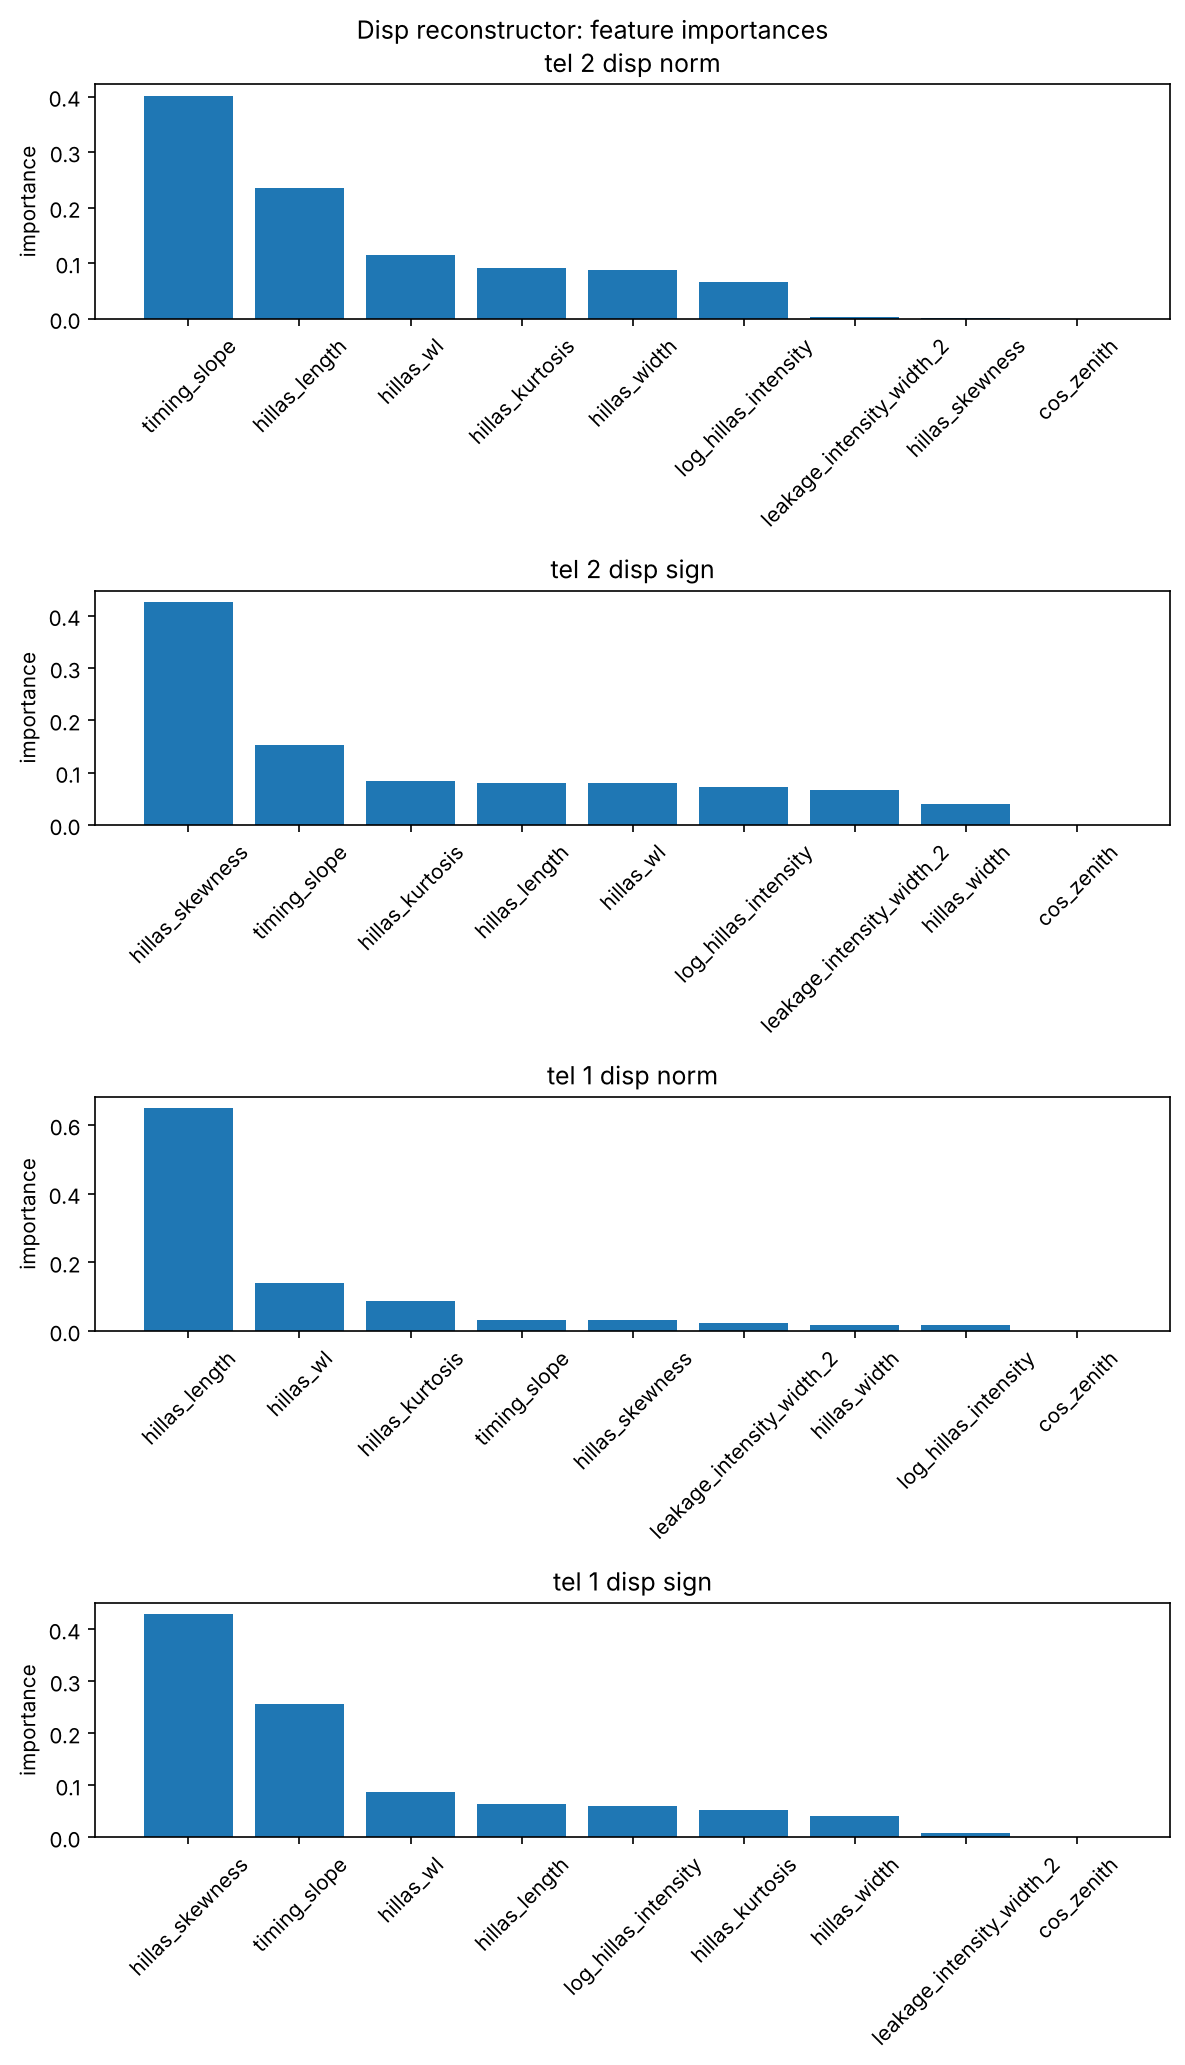 Disp reconstructor: feature importances
tel 2 disp norm
importance
0.4
0.3
0.2
0.1
0.0
timing_slope
hillas_length
hillas_wl
hillas_kurtosis
hillas_width
log_hillas_intensity
leakage_intensity_width_2
hillas_skewness
cos_zenith
tel 2 disp sign
importance
0.4
0.3
0.2
0.1
0.0
hillas_skewness
timing_slope
hillas_kurtosis
hillas_length
hillas_wl
log_hillas_intensity
leakage_intensity_width_2
hillas_width
cos_zenith
tel 1 disp norm
importance
0.6
0.4
0.2
0.0
hillas_length
hillas_wl
hillas_kurtosis
timing_slope
hillas_skewness
leakage_intensity_width_2
hillas_width
log_hillas_intensity
cos_zenith
tel 1 disp sign
importance
0.4
0.3
0.2
0.1
0.0
hillas_skewness
timing_slope
hillas_wl
hillas_length
log_hillas_intensity
hillas_kurtosis
hillas_width
leakage_intensity_width_2
cos_zenith